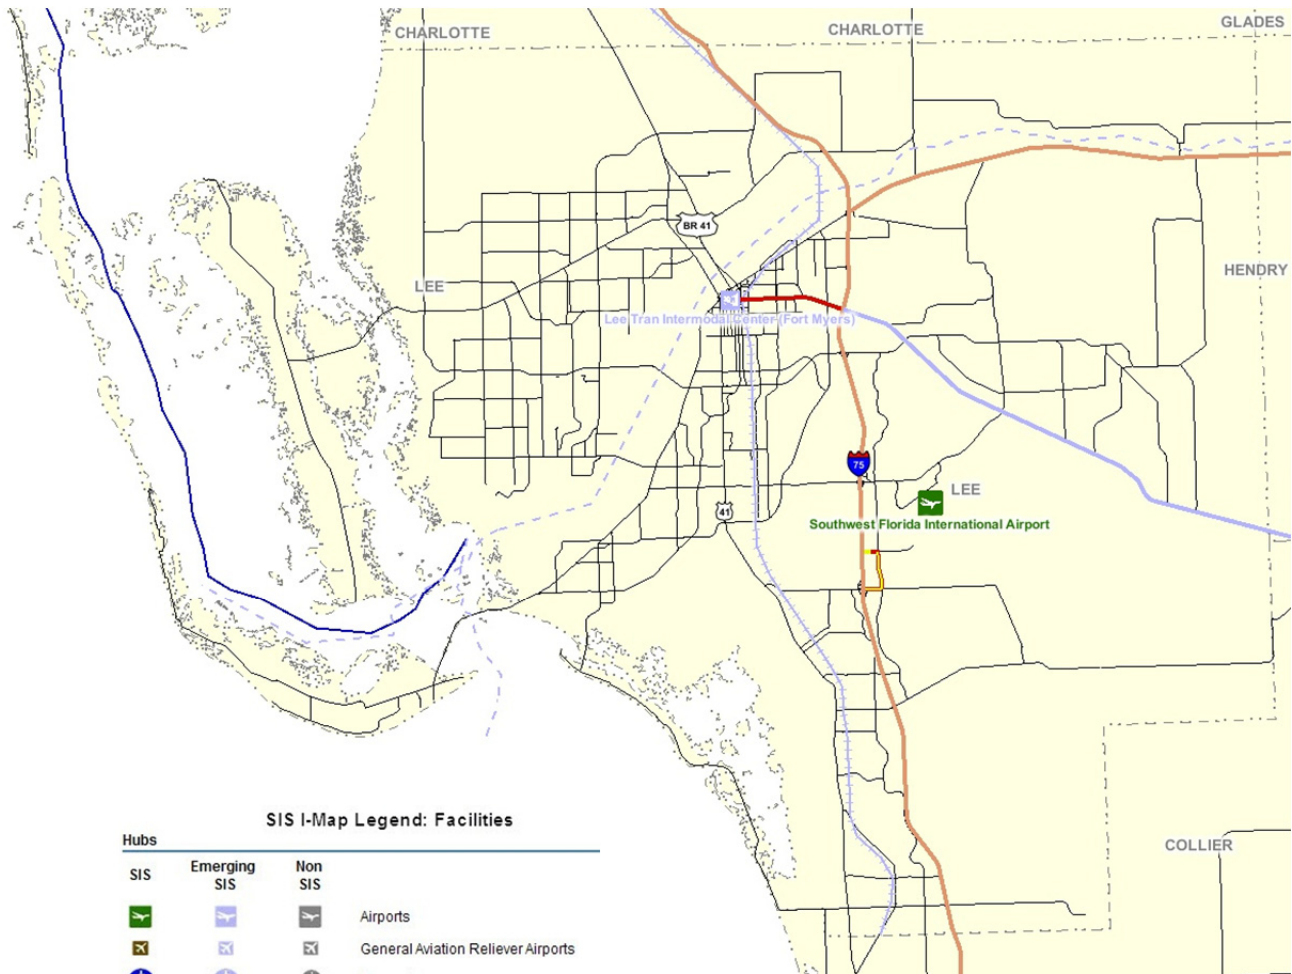 CHARLOTTE
CHARLOTTE
GLADES
BR 41
LEE
HENDRY
Lee Tran Intermodal Center (Fort Myers)
75
LEE
41
Southwest Florida International Airport
SIS I-Map Legend: Facilities
Hubs
COLLIER
SIS
Emerging SIS
Non SIS
Airports
General Aviation Reliever Airports